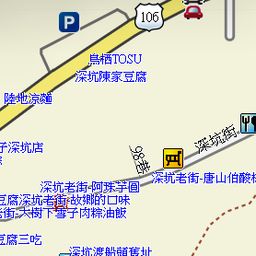 P
106
鳥栖TOSU
深坑陳家豆腐
陸地涼麵
深坑街
子深坑店
98巷
深坑老街-阿珠芋圓
深坑老街-唐山伯酸梅
豆腐深坑老街-故鄉的口味
老街-大樹下雪子肉粽油飯
豆腐三吃
深坑渡船頭舊址